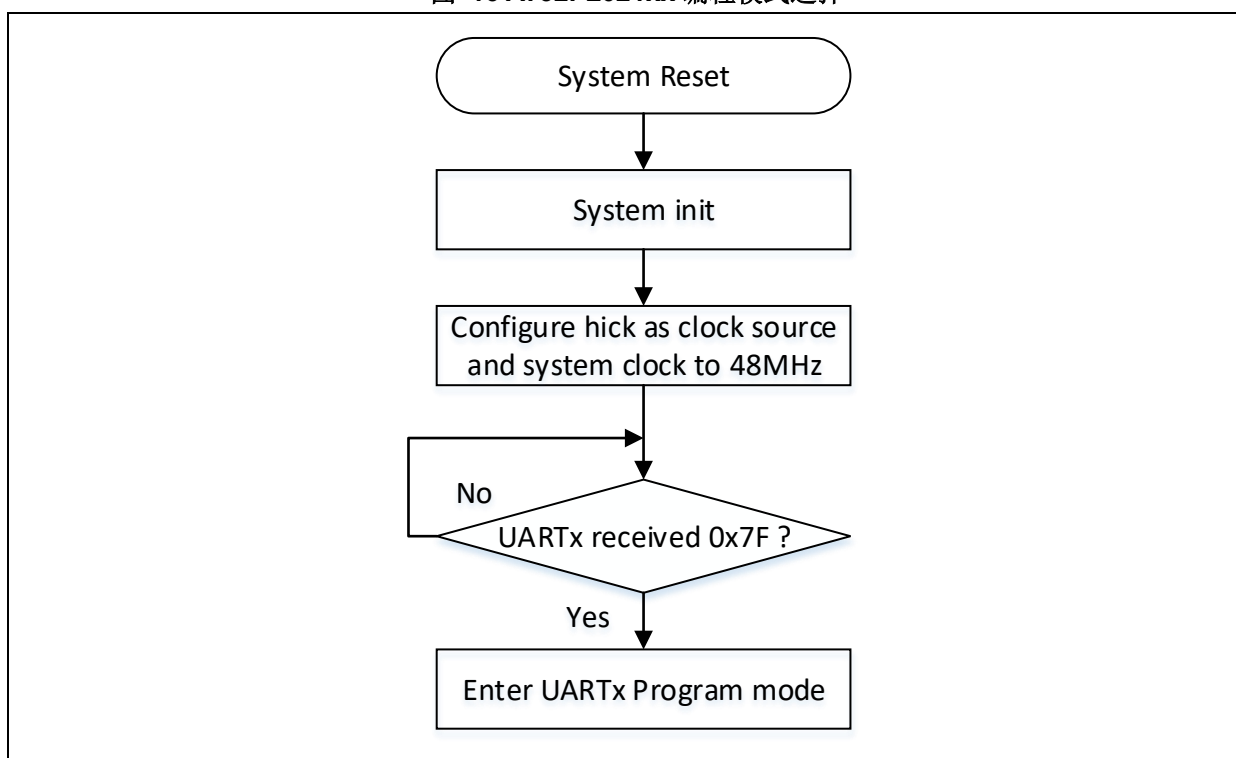 System Reset
System init
Configure hick as clock source
and system clock to 48MHz
No
UARTx received 0x7F ?
Yes
Enter UARTx Program mode